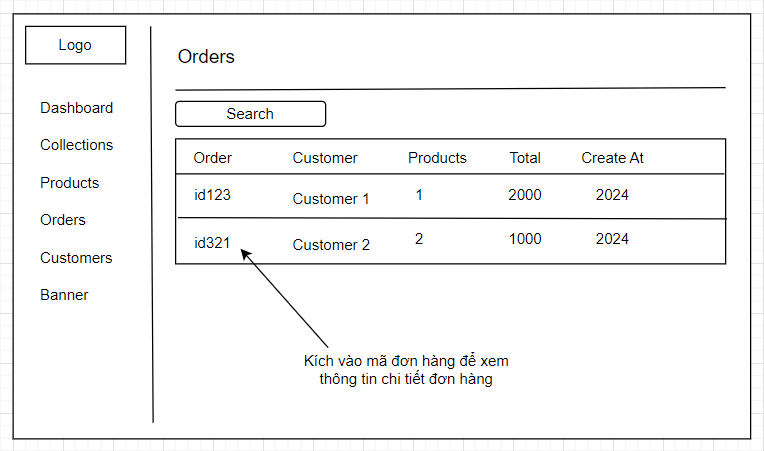 Logo
Orders
Dashboard
Collections
Products
Orders
Customers
Banner
Search
Order Customer Products Total Create At
id123 Customer 1 1 2000 2024
id321 Customer 2 2 1000 2024
Kích vào mã đơn hàng để xem
thông tin chi tiết đơn hàng